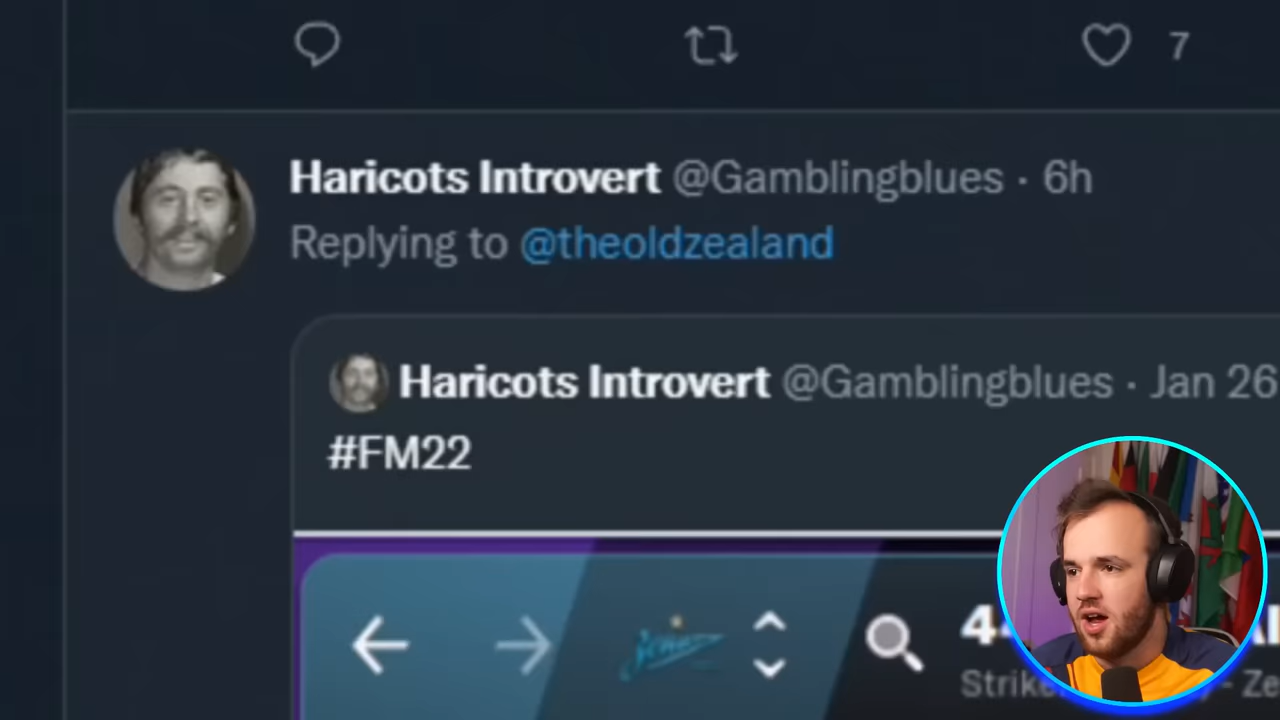 7
Haricots Introvert @Gamblingblues · 6h
Replying to @theoldzealand
Haricots Introvert @Gamblingblues · Jan 26
#FM22